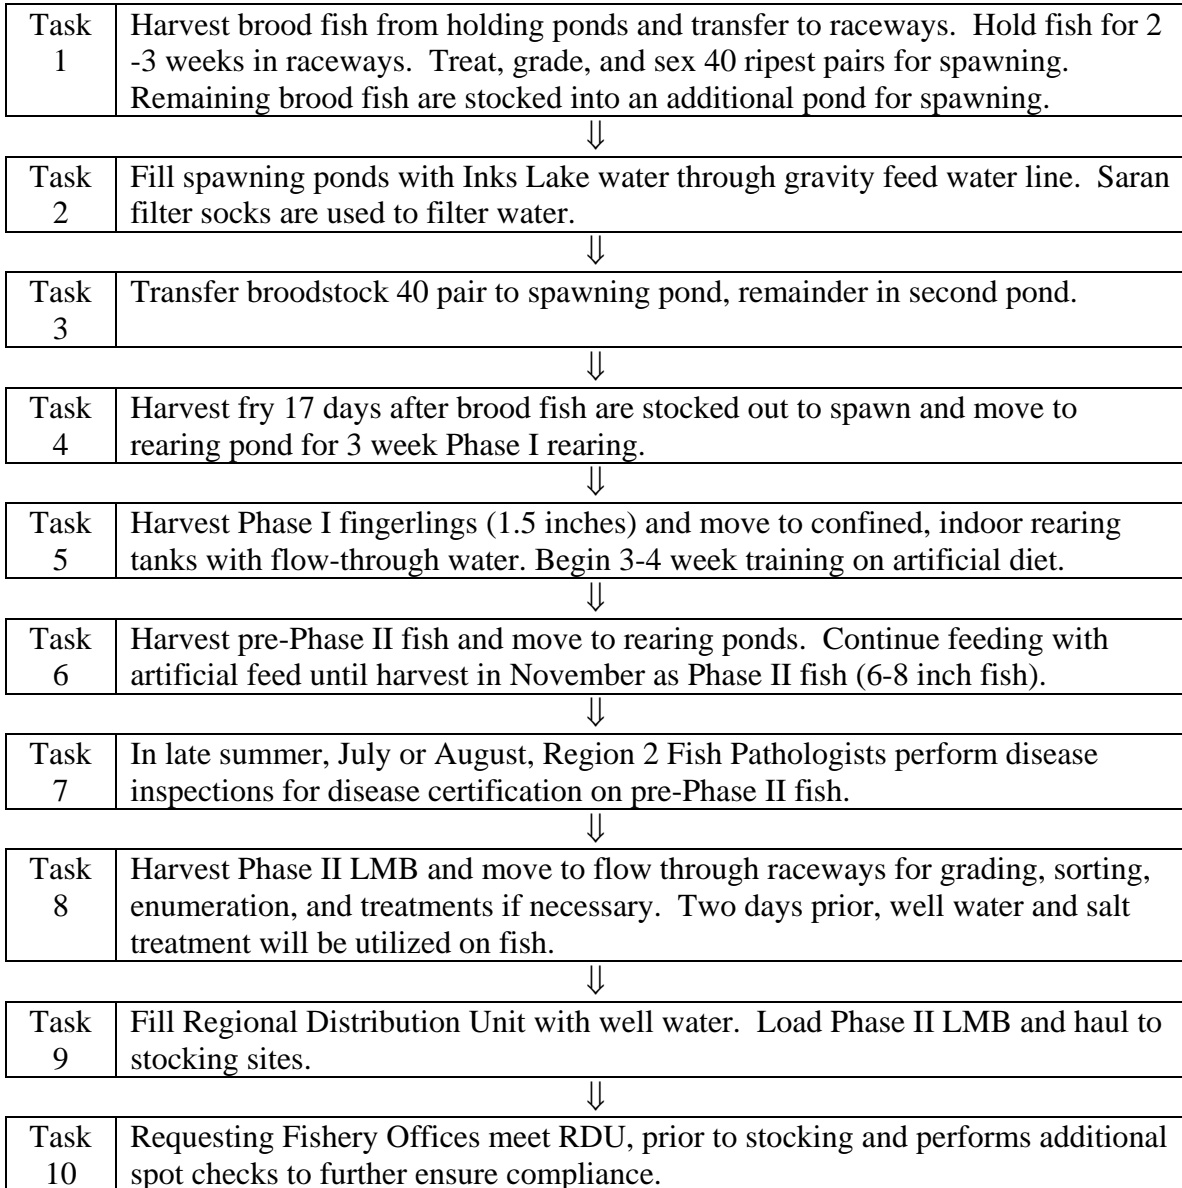 Task Harvest brood fish from holding ponds and transfer to raceways.  Hold fish for 2
1 -3 weeks in raceways.  Treat, grade, and sex 40 ripest pairs for spawning.
Remaining brood fish are stocked into an additional pond for spawning.
⇓
Task Fill spawning ponds with Inks Lake water through gravity feed water line.  Saran
2 filter socks are used to filter water.
⇓
Task Transfer broodstock 40 pair to spawning pond, remainder in second pond.
3
⇓
Task Harvest fry 17 days after brood fish are stocked out to spawn and move to
4 rearing pond for 3 week Phase I rearing.
⇓
Task Harvest Phase I fingerlings (1.5 inches) and move to confined, indoor rearing
5 tanks with flow-through water. Begin 3-4 week training on artificial diet.
⇓
Task Harvest pre-Phase II fish and move to rearing ponds.  Continue feeding with
6 artificial feed until harvest in November as Phase II fish (6-8 inch fish).
⇓
Task In late summer, July or August, Region 2 Fish Pathologists perform disease
7 inspections for disease certification on pre-Phase II fish.
⇓
Task Harvest Phase II LMB and move to flow through raceways for grading, sorting,
8 enumeration, and treatments if necessary.  Two days prior, well water and salt
treatment will be utilized on fish.
⇓
Task Fill Regional Distribution Unit with well water.  Load Phase II LMB and haul to
9 stocking sites.
⇓
Task Requesting Fishery Offices meet RDU, prior to stocking and performs additional
10 spot checks to further ensure compliance.